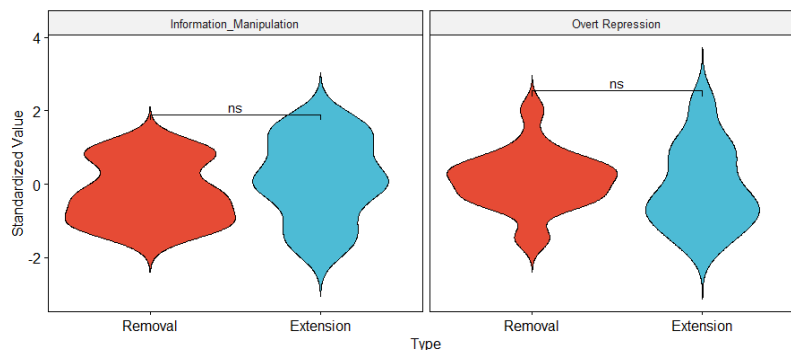 Information_Manipulation
Overt Repression
Standardized Value
4
2
0
-2
ns
ns
Removal
Extension
Removal
Extension
Type